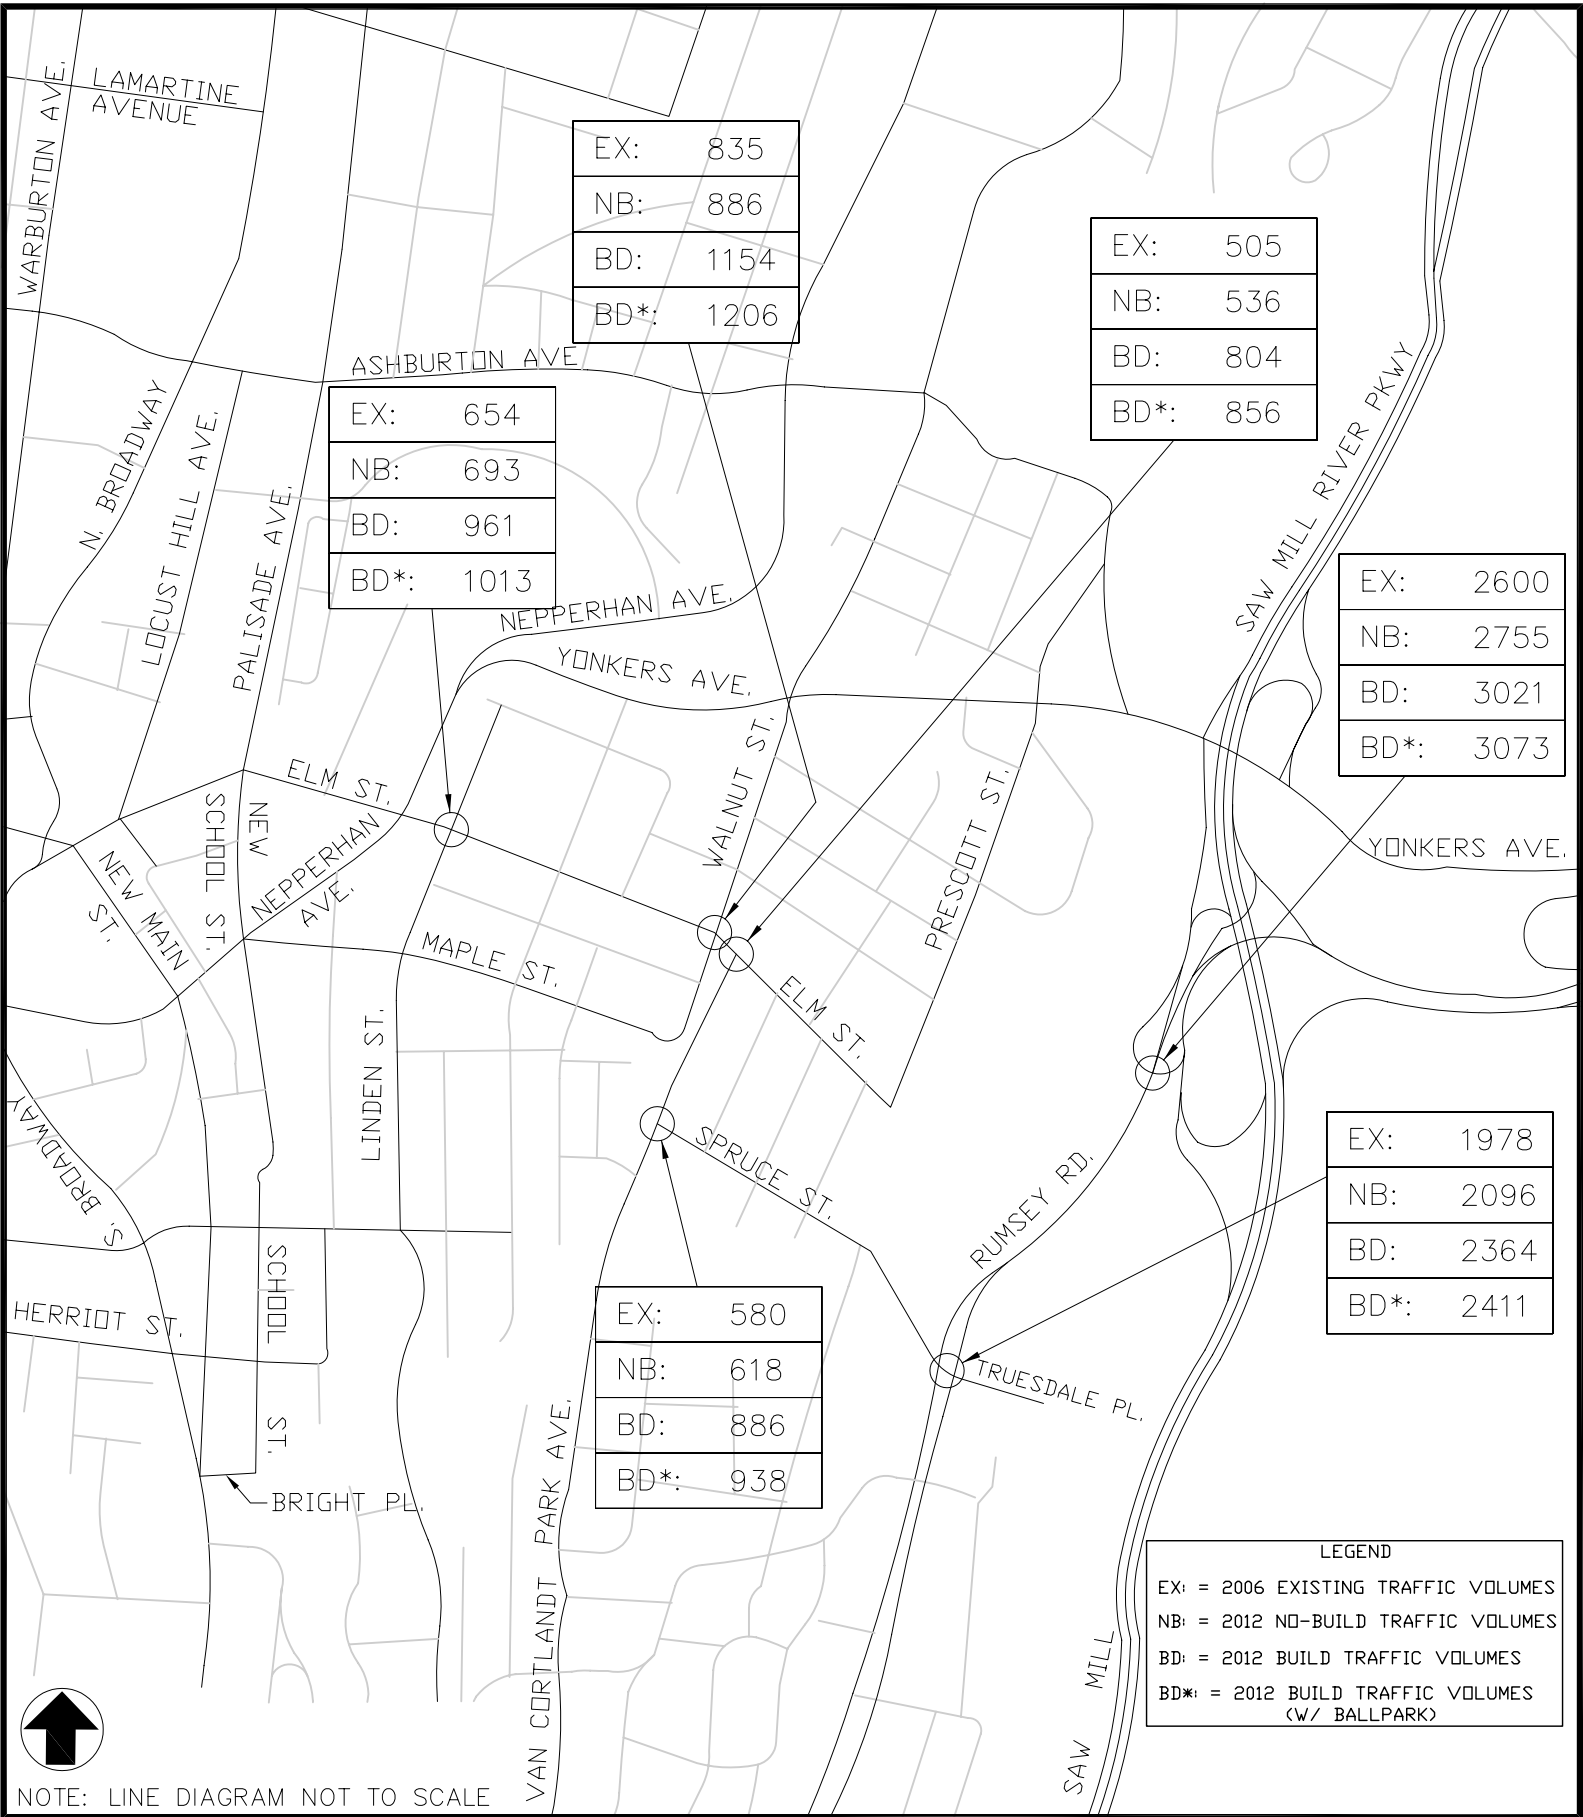 WARBURTON AVE.
LAMARTINE
AVENUE
EX: 835
NB: 886
BD: 1154
BD*: 1206
EX: 505
NB: 536
BD: 804
BD*: 856
ASHBURTON AVE
EX: 654
NB: 693
BD: 961
BD*: 1013
N. BROADWAY
LOCUST HILL AVE.
PALISADE AVE.
SAW MILL RIVER PKWY
EX: 2600
NB: 2755
BD: 3021
BD*: 3073
NEPPERHAN AVE.
YONKERS AVE.
ELM ST.
NEW
SCHOOL ST.
NEPPERHAN
AVE.
WALNUT ST.
PRESCOTT ST.
YONKERS AVE.
NEW MAIN
ST.
MAPLE ST.
ELM ST.
LINDEN ST.
S. BROADWAY
SPRUCE ST.
RUMSEY RD.
EX: 1978
NB: 2096
BD: 2364
BD*: 2411
SCHOOL
ST.
HERRIOT ST.
EX: 580
NB: 618
BD: 886
BD*: 938
TRUESDALE PL.
BRIGHT PL.
VAN CORTLANDT PARK AVE.
SAW MILL
LEGEND
EX: = 2006 EXISTING TRAFFIC VOLUMES
NB: = 2012 NO-BUILD TRAFFIC VOLUMES
BD: = 2012 BUILD TRAFFIC VOLUMES
BD*: = 2012 BUILD TRAFFIC VOLUMES
(W/ BALLPARK)
NOTE: LINE DIAGRAM NOT TO SCALE